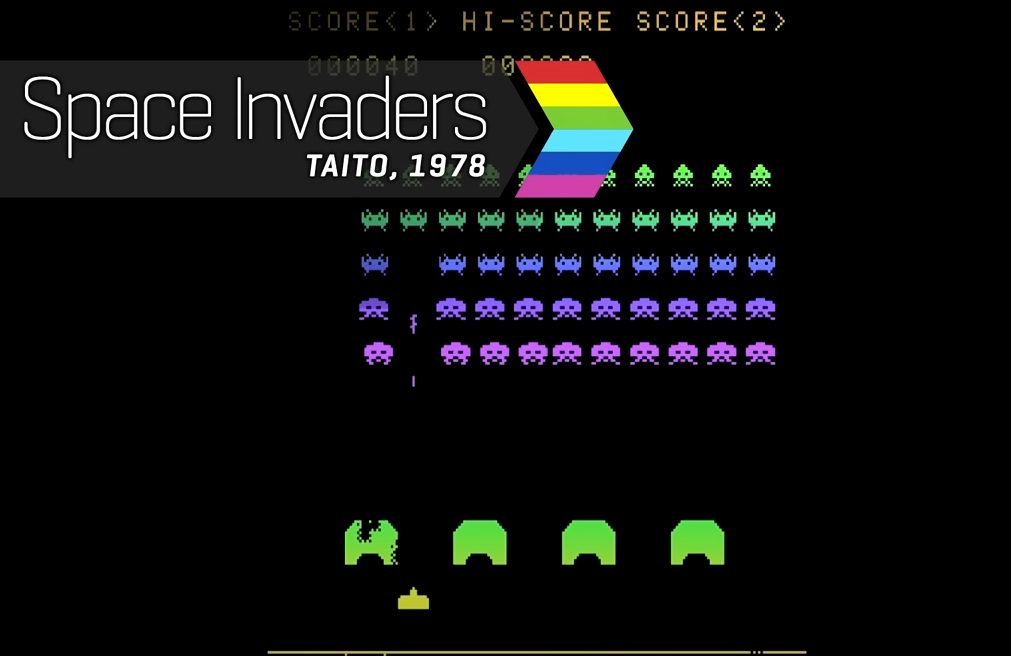 SCORE<1> HI-SCORE SCORE<2>
000040
Space Invaders
TAITO, 1978